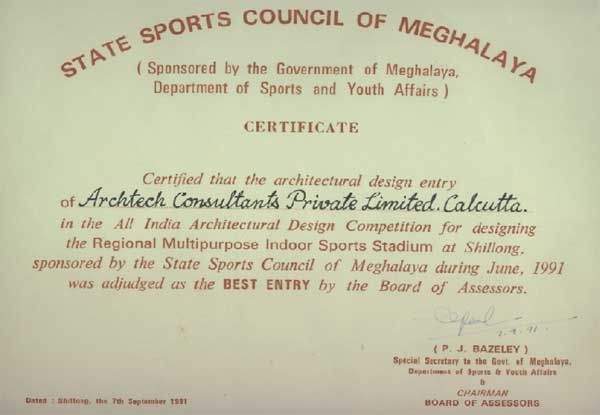 STATE SPORTS COUNCIL OF MEGHALAYA
( Sponsored by the Government of Meghalaya,
Department of Sports and Youth Affairs )
CERTIFICATE
Certified that the architectural design entry
of Archtech Consultants Private Limited. Calcutta.
in the All India Architectural Design Competition for designing
the Regional Multipurpose Indoor Sports Stadium at Shillong,
sponsored by the State Sports Council of Meghalaya during June, 1991
was adjudged as the BEST ENTRY by the Board of Assessors.
( P. J. BAZELEY )
Special Secretary to the Govt. of Meghalaya,
Department of Sports & Youth Affairs
&
CHAIRMAN
BOARD OF ASSESSORS
Dated : Shillong, the 7th September 1991